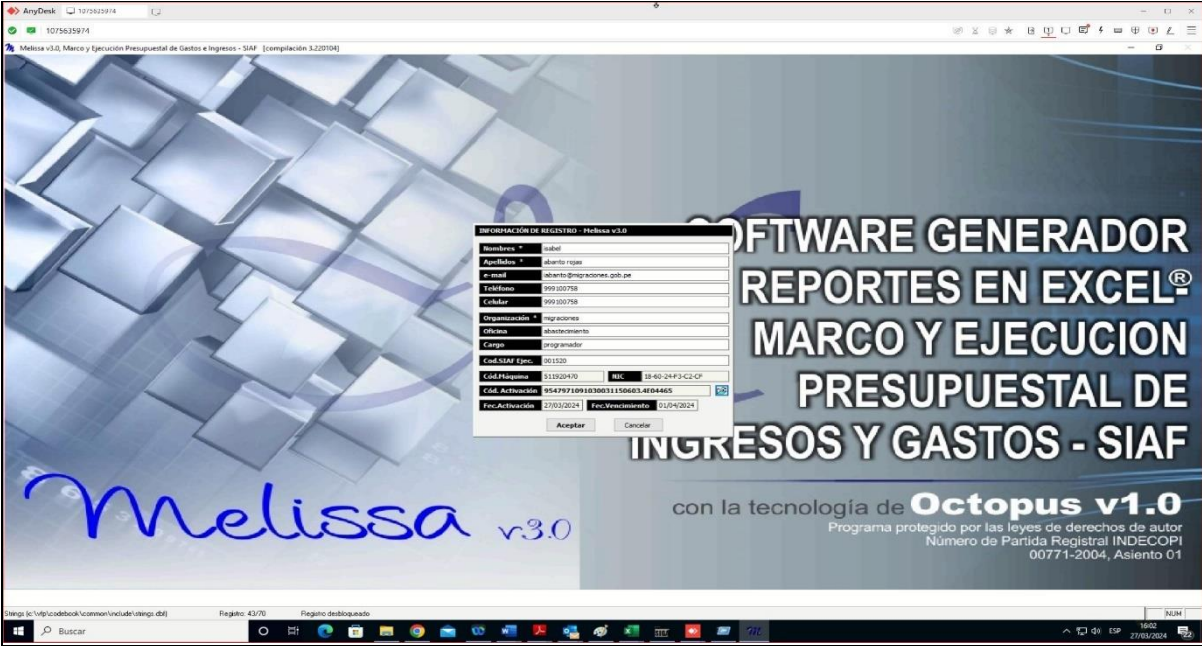 AnyDesk 1075635974
1075635974
Melissa v3.0, Marco y Ejecución Presupuestal de Gastos e Ingresos - SIAF [compilación 3.220104]
SOFTWARE GENERADOR
REPORTES EN EXCEL®
MARCO Y EJECUCION
PRESUPUESTAL DE
INGRESOS Y GASTOS - SIAF
con la tecnología de Octopus v1.0
Programa protegido por las leyes de derechos de autor
Número de Partida Registral INDECOPI
00771-2004, Asiento 01
Melissa v3.0
INFORMACIÓN DE REGISTRO - Melissa v3.0
Nombres * isabel
Apellidos * abanto rojas
e-mail iabanto@migraciones.gob.pe
Teléfono 999100758
Celular 999100758
Organización * migraciones
Oficina abastecimiento
Cargo programador
Cod.SIAF Ejec. 001520
Cód.Máquina 511920470 NIC 18-60-24-F3-C2-CF
Cód. Activación 9547971091030031150603.4E04465
Fec.Activación 27/03/2024 Fec.Vencimiento 01/04/2024
Aceptar Cancelar
Strings (c:\vfp\codebook\common\include\strings.dbf) Registro: 43/70 Registro desbloqueado NUM
Buscar
ESP 16:02
27/03/2024